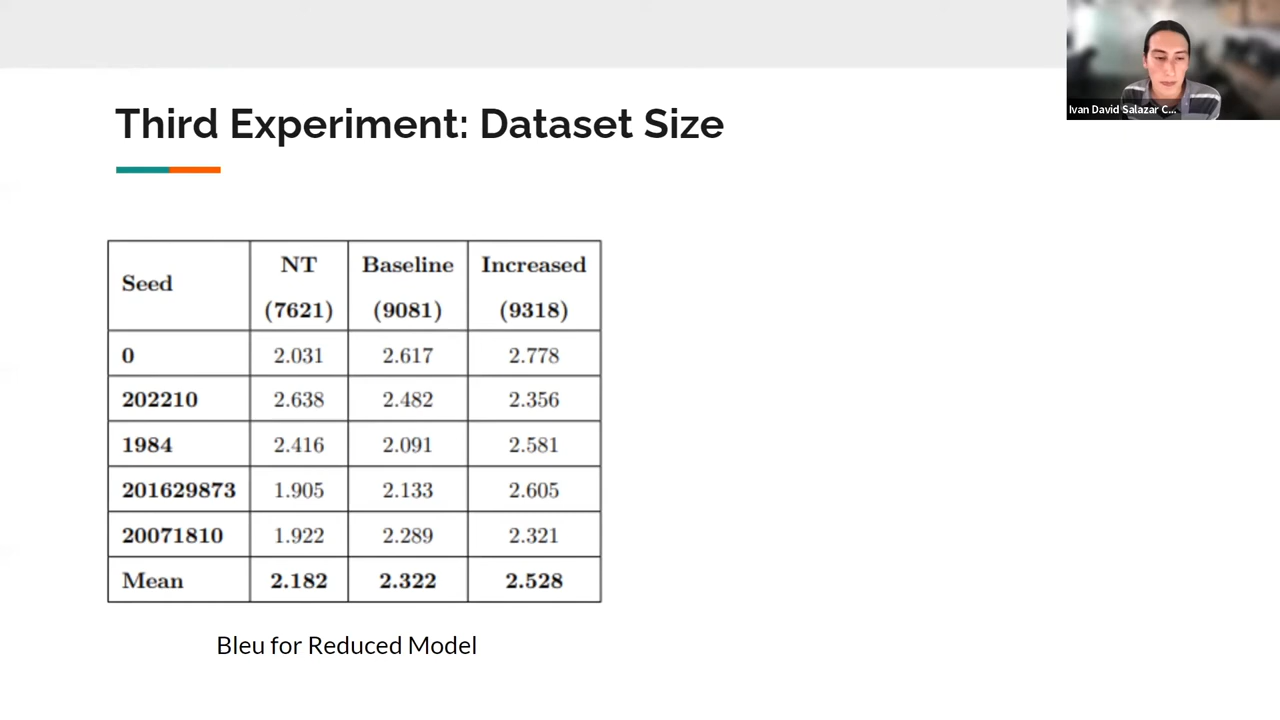 Ivan David Salazar C...
Third Experiment: Dataset Size
Seed NT Baseline Increased
(7621) (9081) (9318)
0 2.031 2.617 2.778
202210 2.638 2.482 2.356
1984 2.416 2.091 2.581
201629873 1.905 2.133 2.605
20071810 1.922 2.289 2.321
Mean 2.182 2.322 2.528
Bleu for Reduced Model